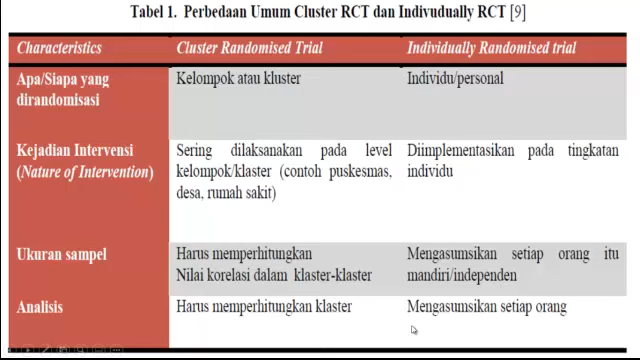 Tabel 1. Perbedaan Umum Cluster RCT dan Indivudually RCT [9]
Characteristics Cluster Randomised Trial Individually Randomised trial
Apa/Siapa yang Kelompok atau kluster Individu/personal
dirandomisasi
Kejadian Intervensi Sering dilaksanakan pada level Diimplementasikan pada tingkatan
(Nature of Intervention) kelompok/klaster (contoh puskesmas, individu
desa, rumah sakit)
Ukuran sampel Harus memperhitungkan Mengasumsikan setiap orang itu
Nilai korelasi dalam klaster-klaster mandiri/independen
Analisis Harus memperhitungkan klaster Mengasumsikan setiap orang